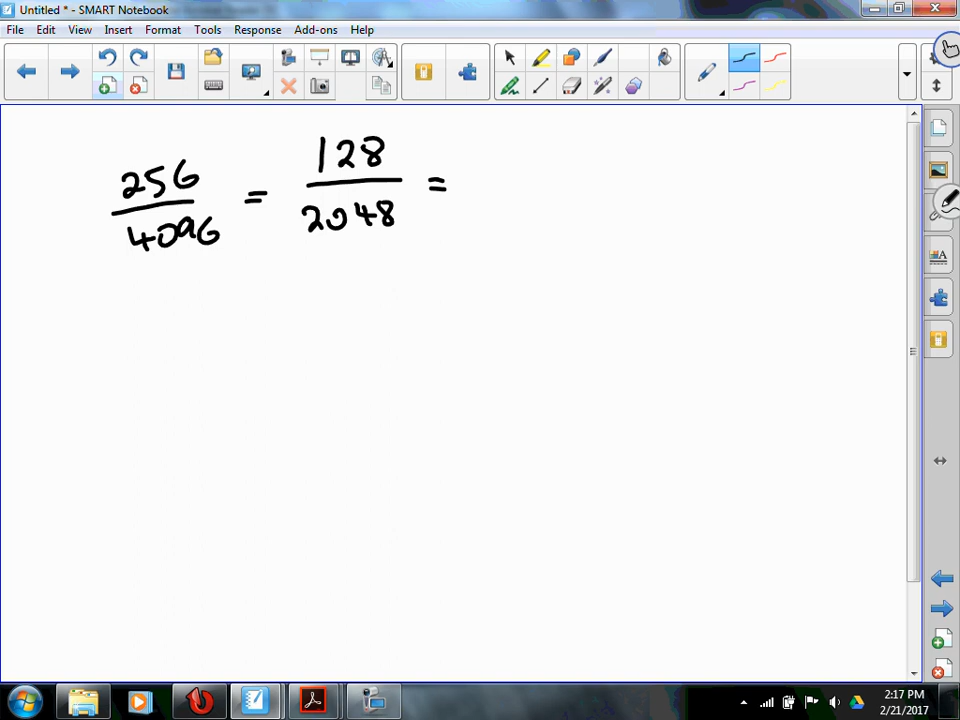 Untitled * - SMART Notebook
File Edit View Insert Format Tools Response Add-ons Help
256/4096 = 128/2048 =
2:17 PM
2/21/2017